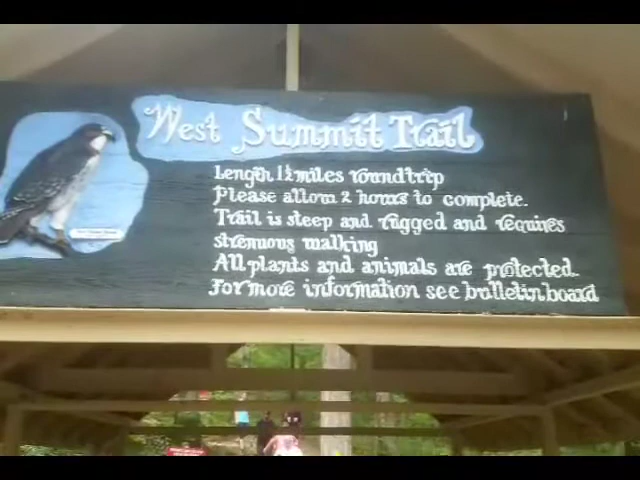 West Summit Trail
Length 1½ miles roundtrip
Please allow 2 hours to complete.
Trail is steep and rugged and requires
strenuous walking
All plants and animals are protected.
For more information see bulletin board